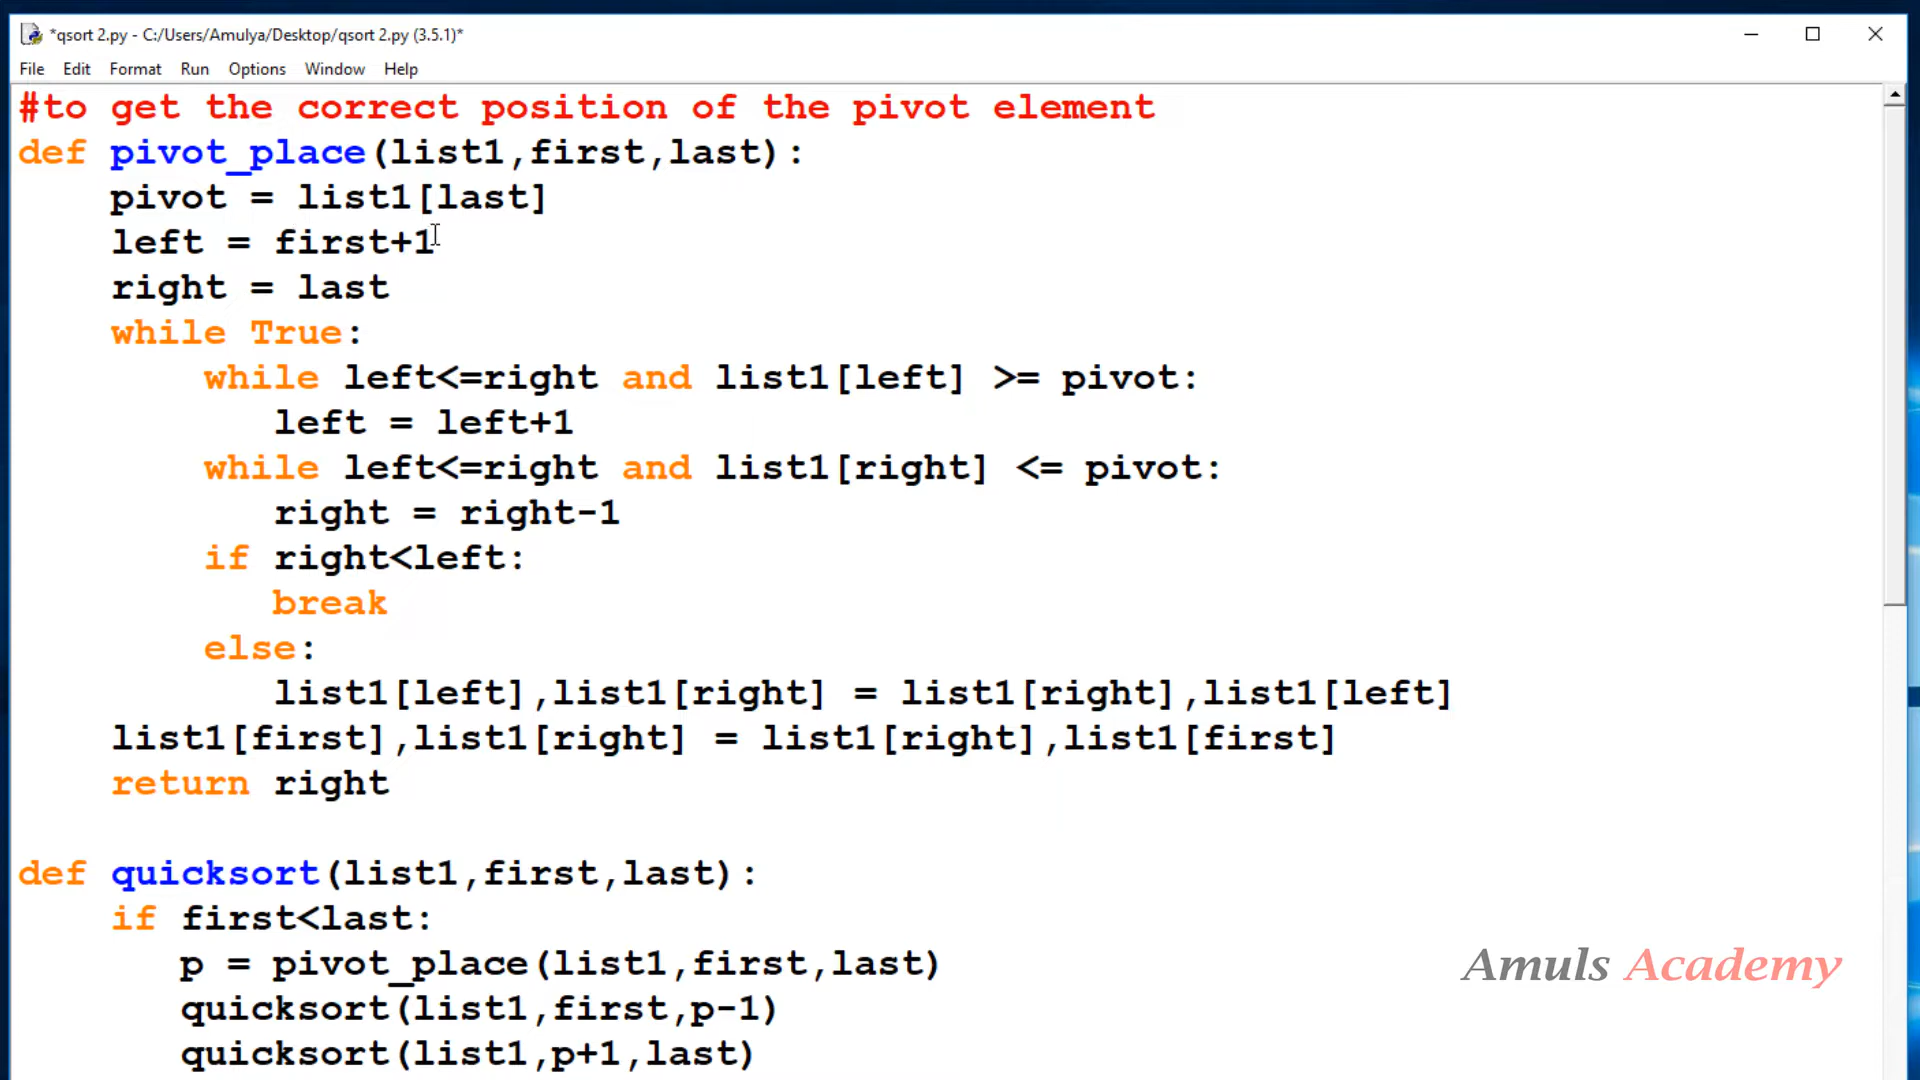 *qsort 2.py - C:/Users/Amulya/Desktop/qsort 2.py (3.5.1)*
File Edit Format Run Options Window Help
#to get the correct position of the pivot element
def pivot_place(list1,first,last):
    pivot = list1[last]
    left = first+1
    right = last
    while True:
        while left<=right and list1[left] >= pivot:
           left = left+1
        while left<=right and list1[right] <= pivot:
           right = right-1
        if right<left:
           break
        else:
           list1[left],list1[right] = list1[right],list1[left]
    list1[first],list1[right] = list1[right],list1[first]
    return right
def quicksort(list1,first,last):
    if first<last:
       p = pivot_place(list1,first,last)
       quicksort(list1,first,p-1)
       quicksort(list1,p+1,last)
Amuls Academy